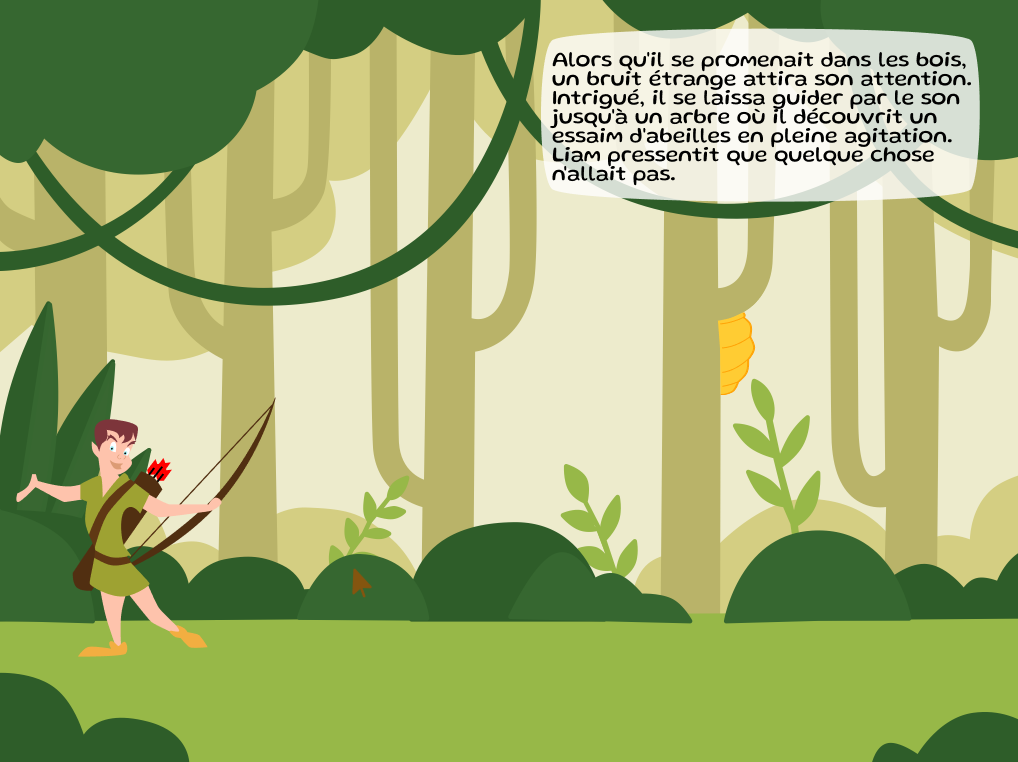 Alors qu'il se promenait dans les bois,
un bruit étrange attira son attention.
Intrigué, il se laissa guider par le son
jusqu'à un arbre où il découvrit un
essaim d'abeilles en pleine agitation.
Liam pressentit que quelque chose
n'allait pas.